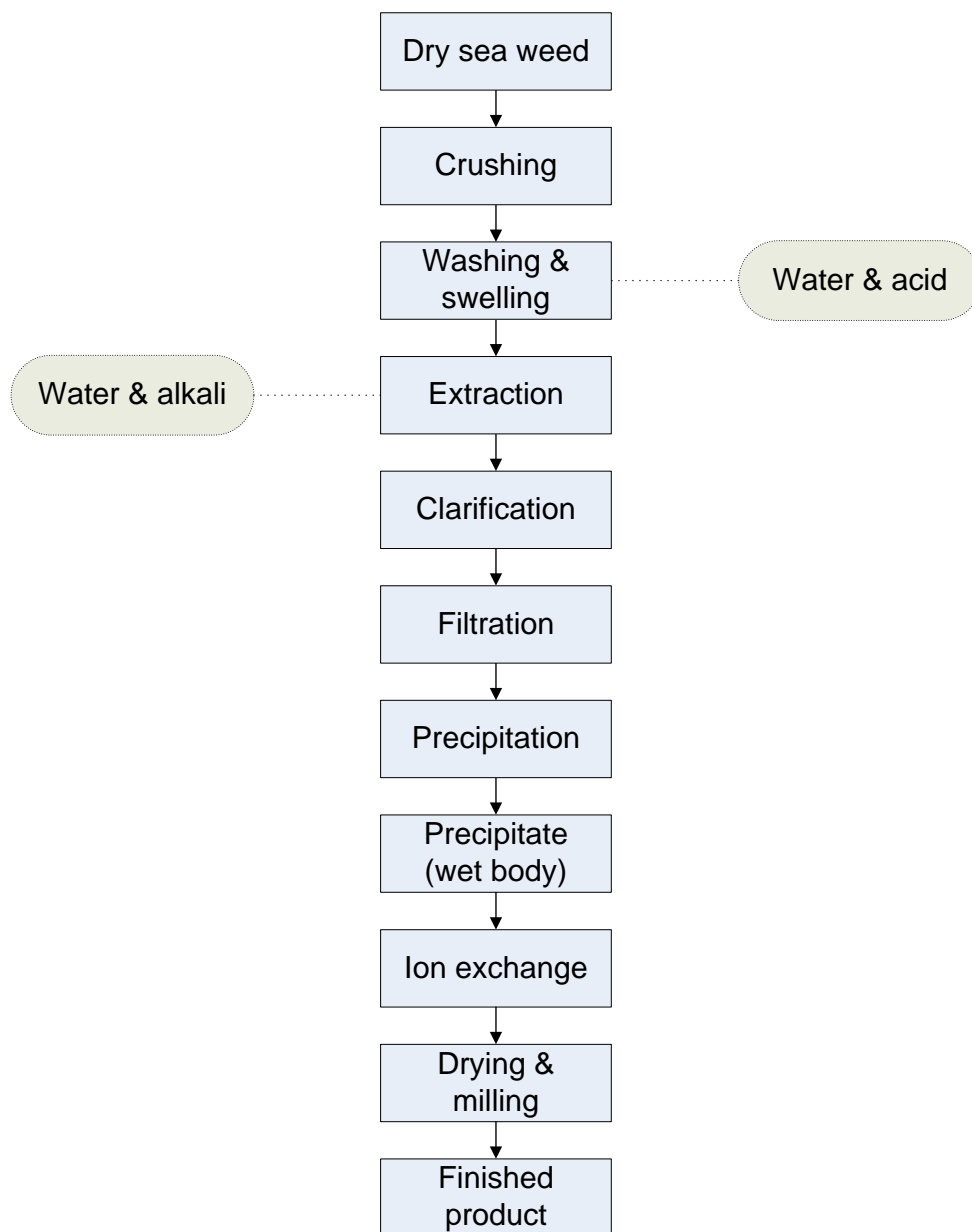 Dry sea weed
Crushing
Washing &
swelling
Water & acid
Water & alkali
Extraction
Clarification
Filtration
Precipitation
Precipitate
(wet body)
Ion exchange
Drying &
milling
Finished
product